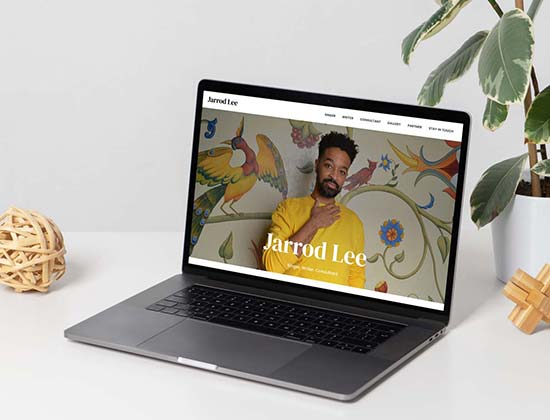 Jarrod Lee
SINGER WRITER CONSULTANT GALLERY PARTNER STAY IN TOUCH
Jarrod Lee
Singer. Writer. Consultant.